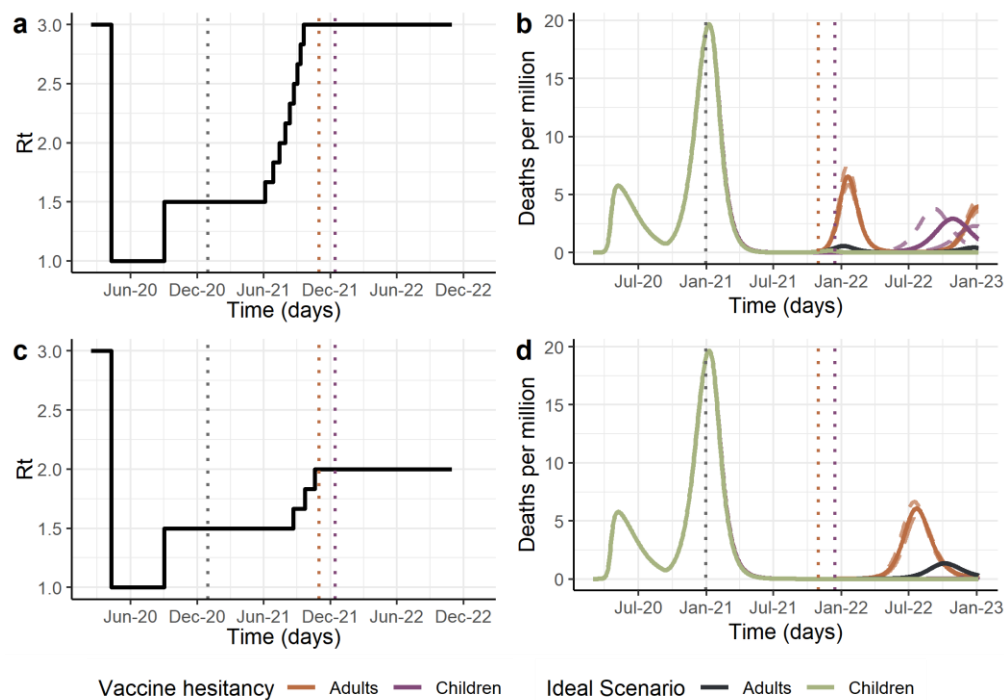 a
3.0
2.5
2.0
1.5
1.0
Rt
Jun-20 Dec-20 Jun-21 Dec-21 Jun-22 Dec-22
Time (days)
b
20
15
10
5
0
Deaths per million
Jul-20 Jan-21 Jul-21 Jan-22 Jul-22 Jan-23
Time (days)
c
3.0
2.5
2.0
1.5
1.0
Rt
Jun-20 Dec-20 Jun-21 Dec-21 Jun-22 Dec-22
Time (days)
d
20
15
10
5
0
Deaths per million
Jul-20 Jan-21 Jul-21 Jan-22 Jul-22 Jan-23
Time (days)
Vaccine hesitancy Adults Children Ideal Scenario Adults Children